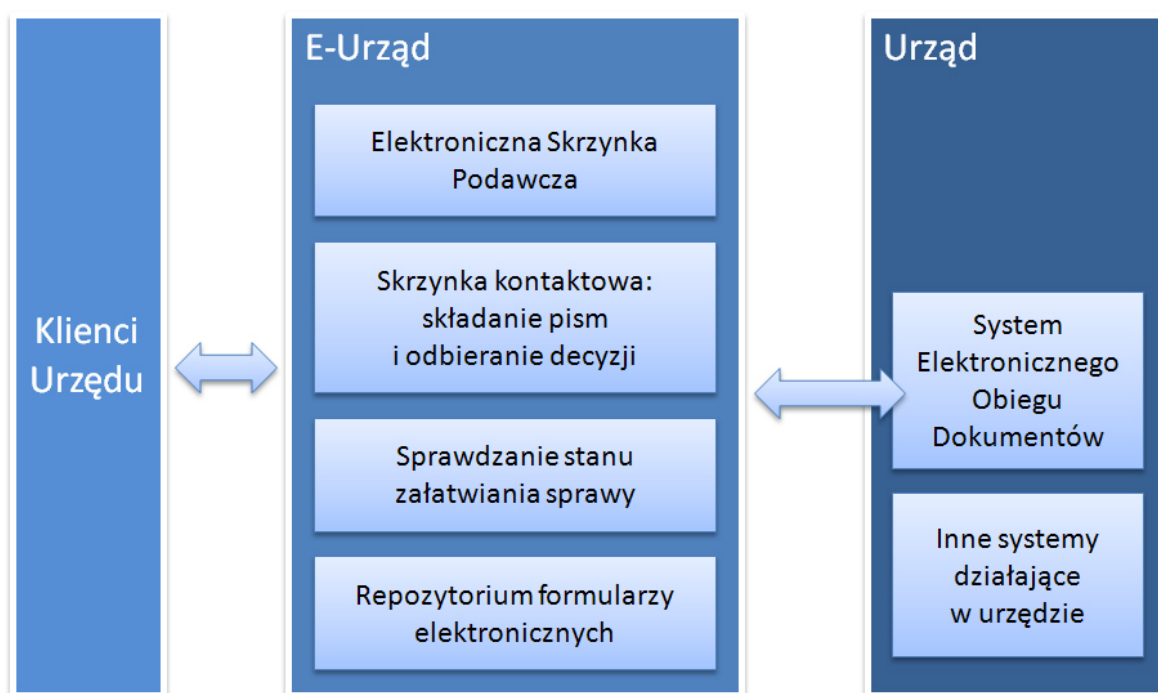 Klienci
Urzędu
E-Urząd
Elektroniczna Skrzynka
Podawcza
Skrzynka kontaktowa:
składanie pism
i odbieranie decyzji
Sprawdzanie stanu
załatwiania sprawy
Repozytorium formularzy
elektronicznych
Urząd
System
Elektronicznego
Obiegu
Dokumentów
Inne systemy
działające
w urzędzie